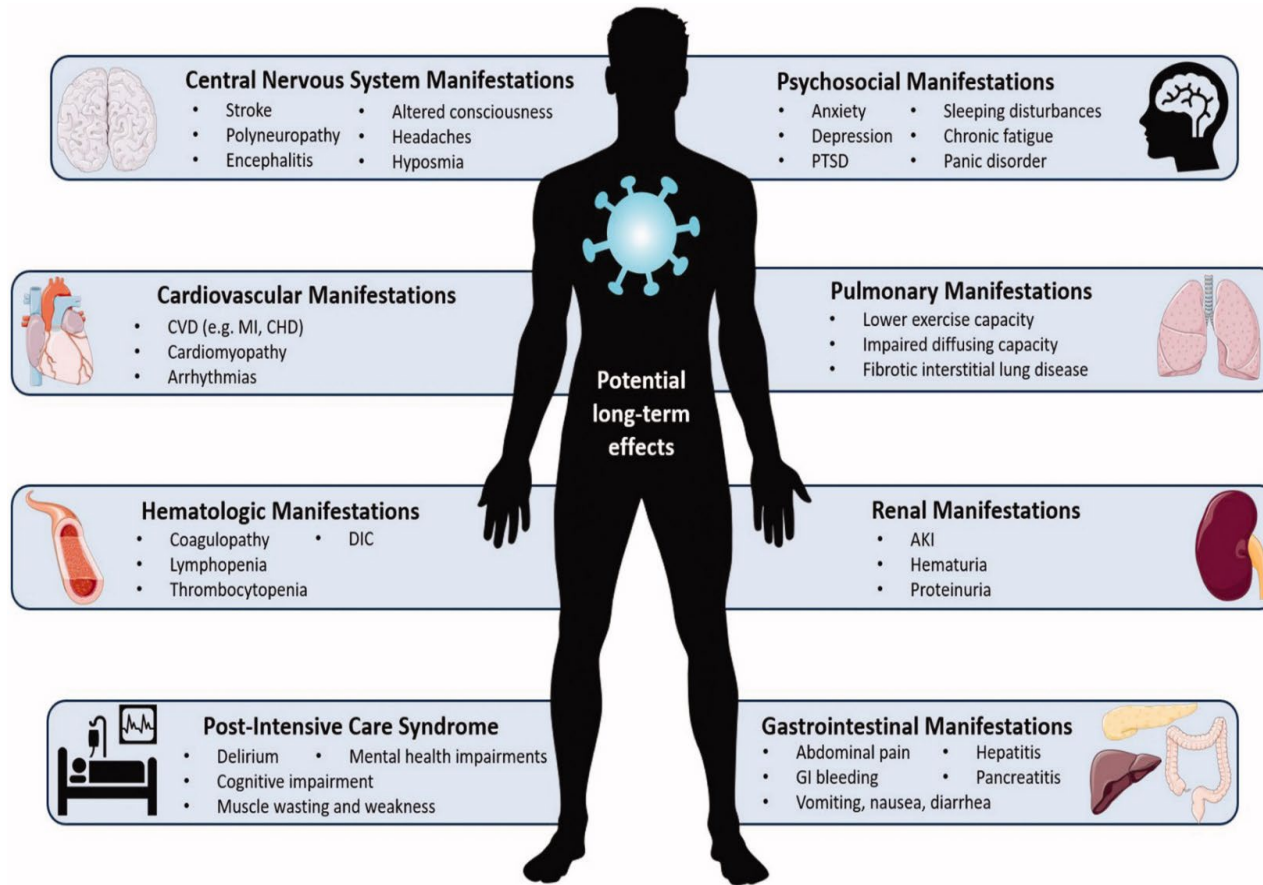 Central Nervous System Manifestations
• Stroke
• Polyneuropathy
• Encephalitis
• Altered consciousness
• Headaches
• Hyposmia
Psychosocial Manifestations
• Anxiety
• Depression
• PTSD
• Sleeping disturbances
• Chronic fatigue
• Panic disorder
Cardiovascular Manifestations
• CVD (e.g. MI, CHD)
• Cardiomyopathy
• Arrhythmias
Pulmonary Manifestations
• Lower exercise capacity
• Impaired diffusing capacity
• Fibrotic interstitial lung disease
Potential
long-term
effects
Hematologic Manifestations
• Coagulopathy
• Lymphopenia
• Thrombocytopenia
• DIC
Renal Manifestations
• AKI
• Hematuria
• Proteinuria
Post-Intensive Care Syndrome
• Delirium
• Mental health impairments
• Cognitive impairment
• Muscle wasting and weakness
Gastrointestinal Manifestations
• Abdominal pain
• GI bleeding
• Vomiting, nausea, diarrhea
• Hepatitis
• Pancreatitis